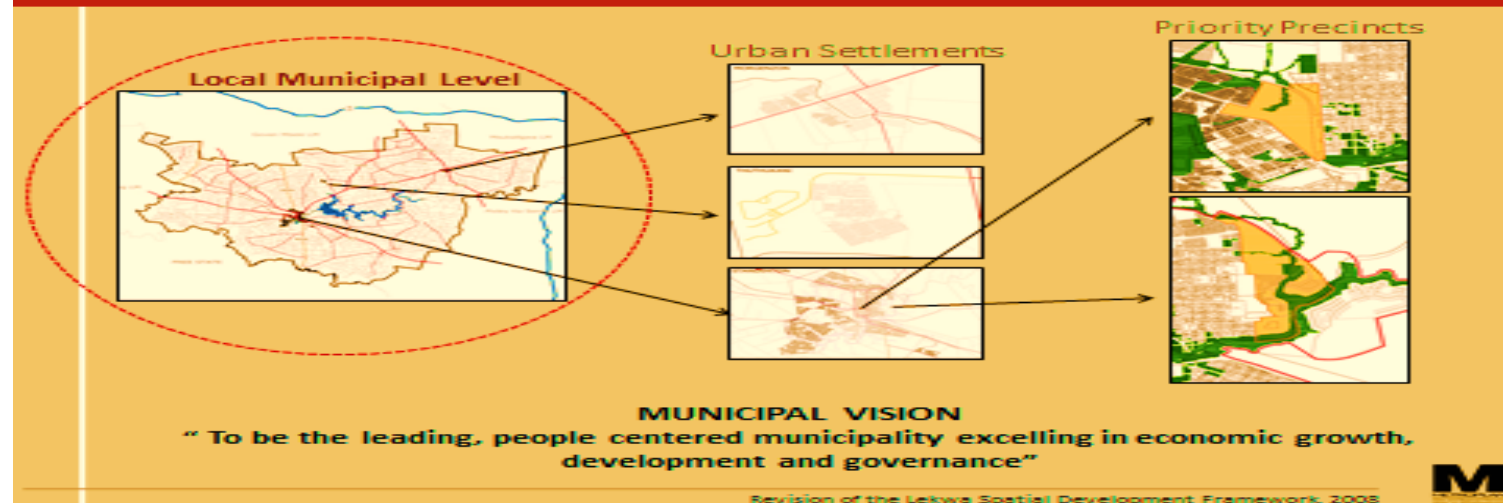 Priority Precincts
Urban Settlements
Local Municipal Level
MUNICIPAL VISION
“ To be the leading, people centered municipality excelling in economic growth,
development and governance”
Revision of the Lekwa Spatial Development Framework, 2008
M